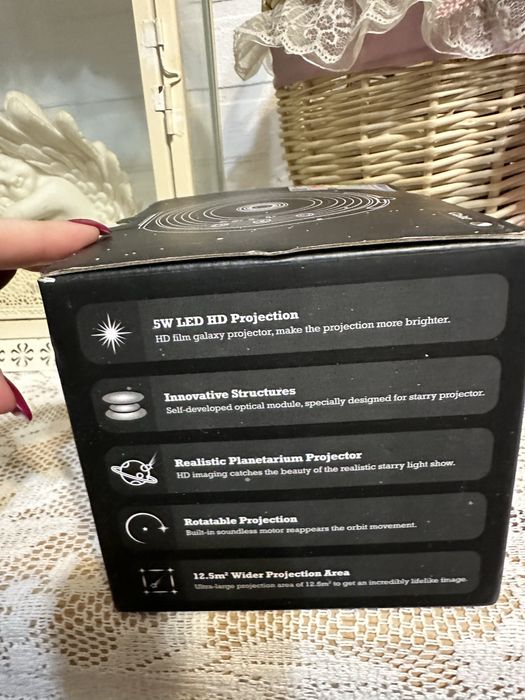 5W LED HD Projection
HD film galaxy projector, make the projection more brighter.
Innovative Structures
Self-developed optical module, specially designed for starry projector.
Realistic Planetarium Projector
HD imaging catches the beauty of the realistic starry light show.
Rotatable Projection
Built-in soundless motor reappears the orbit movement.
12.5m² Wider Projection Area
Ultra-large projection area of 12.5m² to get an incredibly lifelike image.